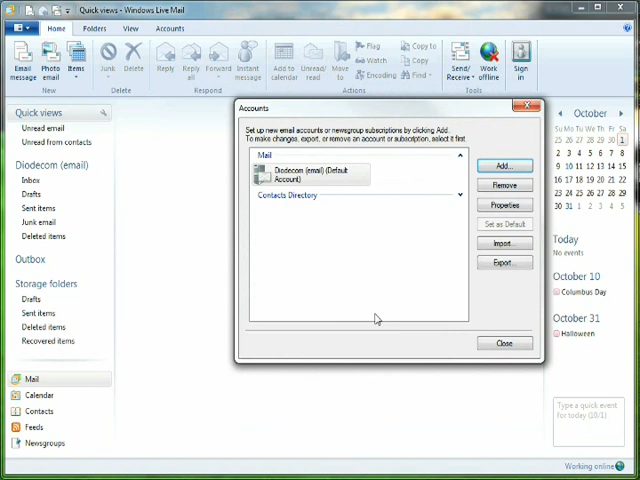 Quick views - Windows Live Mail
Home Folders View Accounts
Email message
Photo email
Items
Junk
Delete
Reply
Reply all
Forward
Instant message
Add to calendar
Unread/ read
Move to
Flag
Watch
Encoding
Copy to
Copy
Find
Send/ Receive
Work offline
Sign in
New Delete Respond Actions Tools
Quick views
Unread email
Unread from contacts
Diodecom (email)
Inbox
Drafts
Sent items
Junk email
Deleted items
Outbox
Storage folders
Drafts
Sent items
Deleted items
Recovered items
Mail
Calendar
Contacts
Feeds
Newsgroups
Accounts
Set up new email accounts or newsgroup subscriptions by clicking Add.
To make changes, export, or remove an account or subscription, select it first.
Mail
Diodecom (email) (Default
Account)
Contacts Directory
Add...
Remove
Properties
Set as Default
Import...
Export...
Close
October
Su Mo Tu We Th Fr Sa
25 26 27 28 29 30 1
2 3 4 5 6 7 8
9 10 11 12 13 14 15
16 17 18 19 20 21 22
23 24 25 26 27 28 29
30 31 1 2 3 4 5
Today
No events
October 10
Columbus Day
October 31
Halloween
Type a quick event
for today (10/1)
Working online